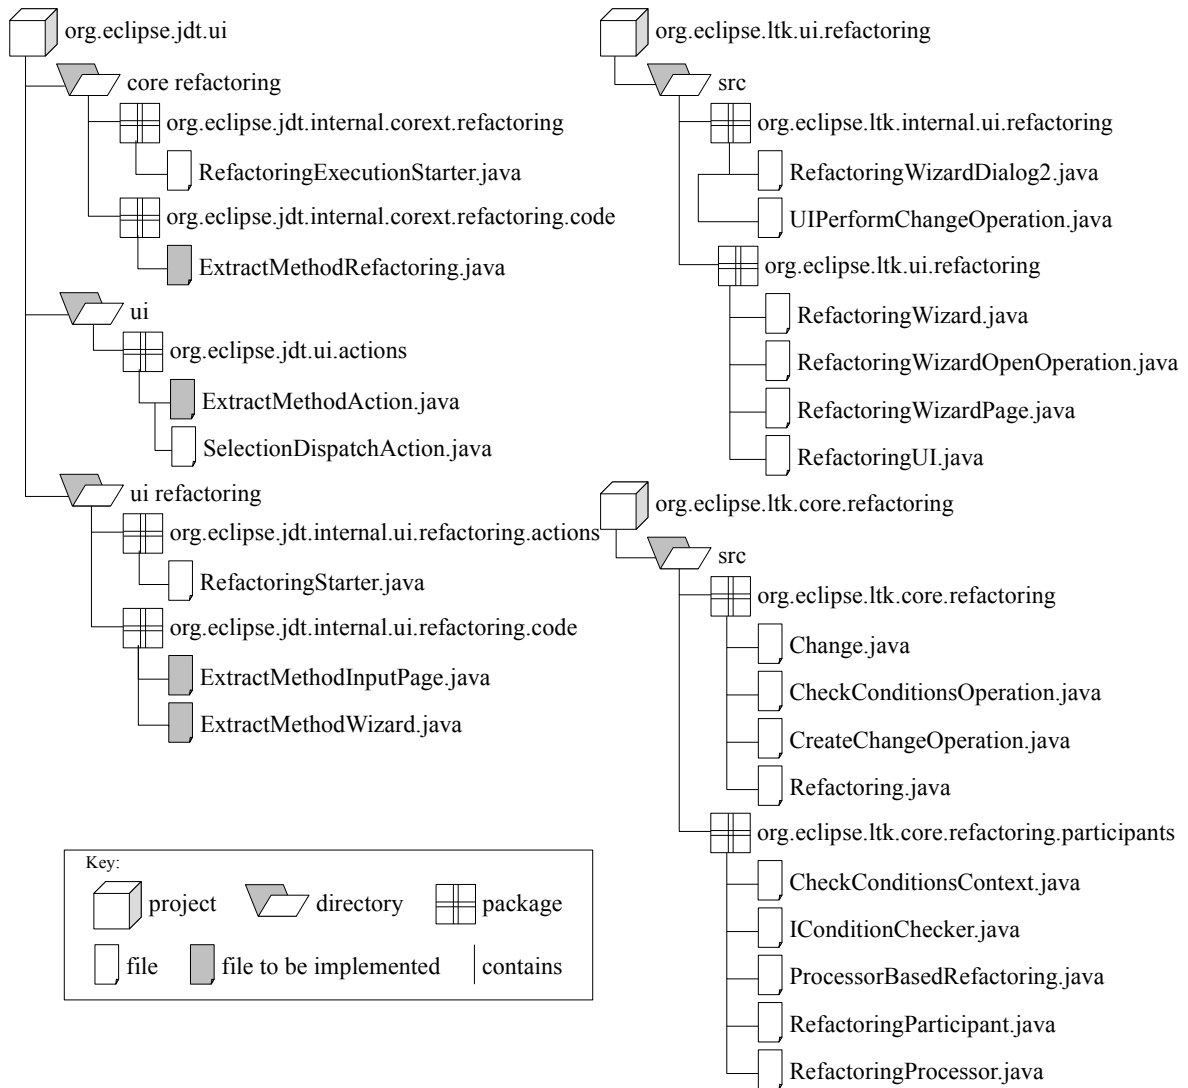 org.eclipse.jdt.ui
core refactoring
org.eclipse.jdt.internal.corext.refactoring
RefactoringExecutionStarter.java
org.eclipse.jdt.internal.corext.refactoring.code
ExtractMethodRefactoring.java
ui
org.eclipse.jdt.ui.actions
ExtractMethodAction.java
SelectionDispatchAction.java
ui refactoring
org.eclipse.jdt.internal.ui.refactoring.actions
RefactoringStarter.java
org.eclipse.jdt.internal.ui.refactoring.code
ExtractMethodInputPage.java
ExtractMethodWizard.java
Key:
project directory package
file file to be implemented contains
org.eclipse.ltk.ui.refactoring
src
org.eclipse.ltk.internal.ui.refactoring
RefactoringWizardDialog2.java
UIPerformChangeOperation.java
org.eclipse.ltk.ui.refactoring
RefactoringWizard.java
RefactoringWizardOpenOperation.java
RefactoringWizardPage.java
RefactoringUI.java
org.eclipse.ltk.core.refactoring
src
org.eclipse.ltk.core.refactoring
Change.java
CheckConditionsOperation.java
CreateChangeOperation.java
Refactoring.java
org.eclipse.ltk.core.refactoring.participants
CheckConditionsContext.java
IConditionChecker.java
ProcessorBasedRefactoring.java
RefactoringParticipant.java
RefactoringProcessor.java